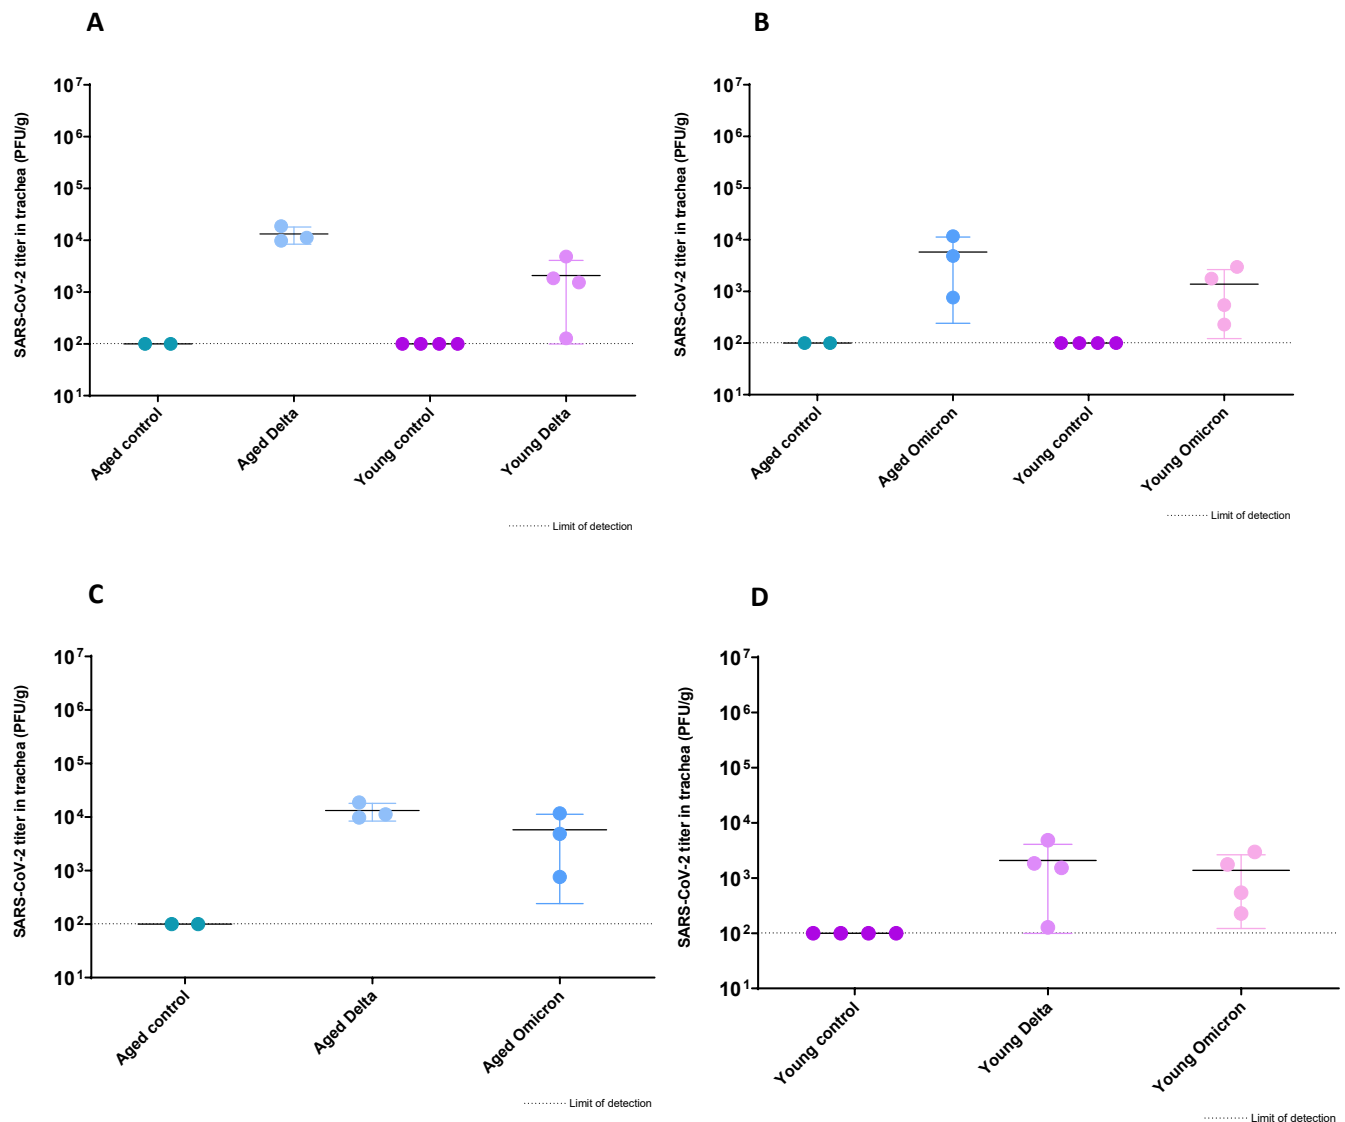 A
SARS-CoV-2 titer in trachea (PFU/g)
10⁷
10⁶
10⁵
10⁴
10³
10²
10¹
Aged control
Aged Delta
Young control
Young Delta
Limit of detection
B
SARS-CoV-2 titer in trachea (PFU/g)
10⁷
10⁶
10⁵
10⁴
10³
10²
10¹
Aged control
Aged Omicron
Young control
Young Omicron
Limit of detection
C
SARS-CoV-2 titer in trachea (PFU/g)
10⁷
10⁶
10⁵
10⁴
10³
10²
10¹
Aged control
Aged Delta
Aged Omicron
Limit of detection
D
SARS-CoV-2 titer in trachea (PFU/g)
10⁷
10⁶
10⁵
10⁴
10³
10²
10¹
Young control
Young Delta
Young Omicron
Limit of detection